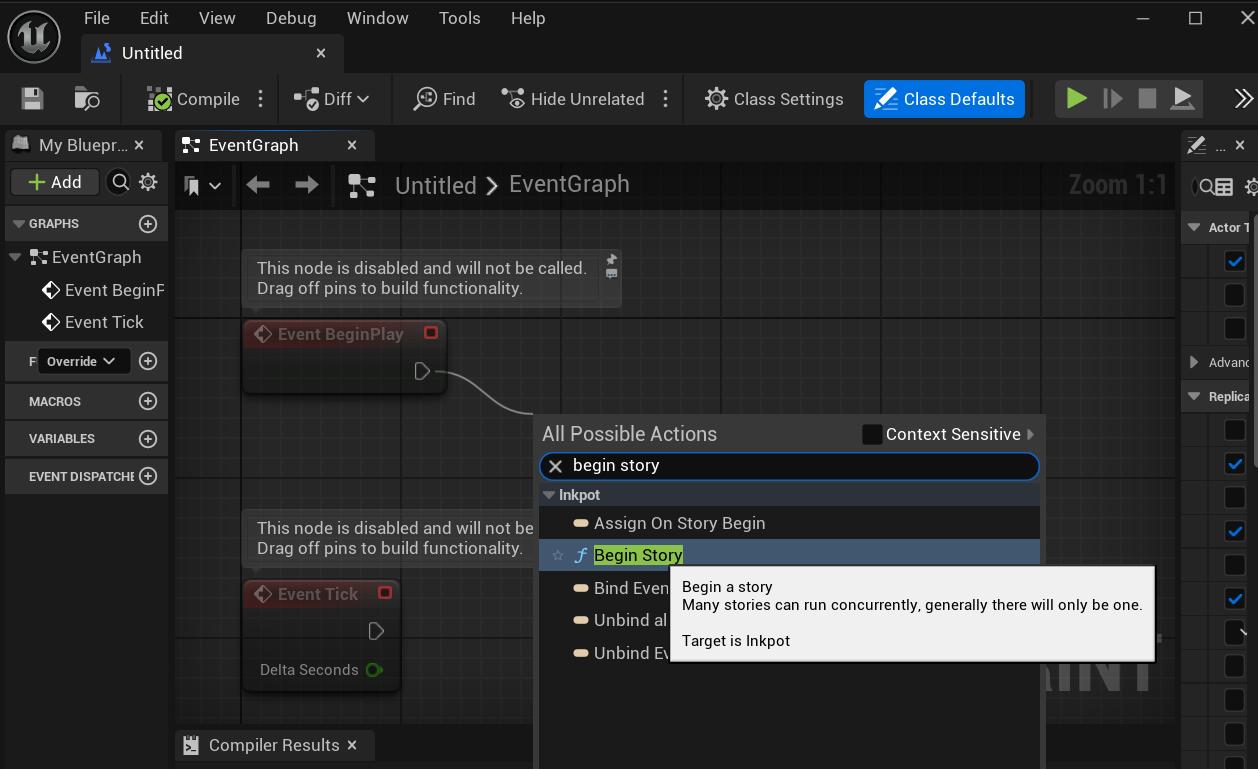 File Edit View Debug Window Tools Help
Untitled
Compile Diff Find Hide Unrelated Class Settings Class Defaults
My Bluepr... EventGraph ...
Add Untitled EventGraph Zoom 1:1
GRAPHS
EventGraph
Event BeginP
Event Tick
F Override
MACROS
VARIABLES
EVENT DISPATCHE
This node is disabled and will not be called.
Drag off pins to build functionality.
Event BeginPlay
This node is disabled and will not be
Drag off pins to build functionality.
Event Tick
Delta Seconds
All Possible Actions Context Sensitive
begin story
Inkpot
Assign On Story Begin
Begin Story
Bind Even
Unbind al
Unbind Ev
Begin a story
Many stories can run concurrently, generally there will only be one.
Target is Inkpot
Actor T
Advanc
Replica
Compiler Results